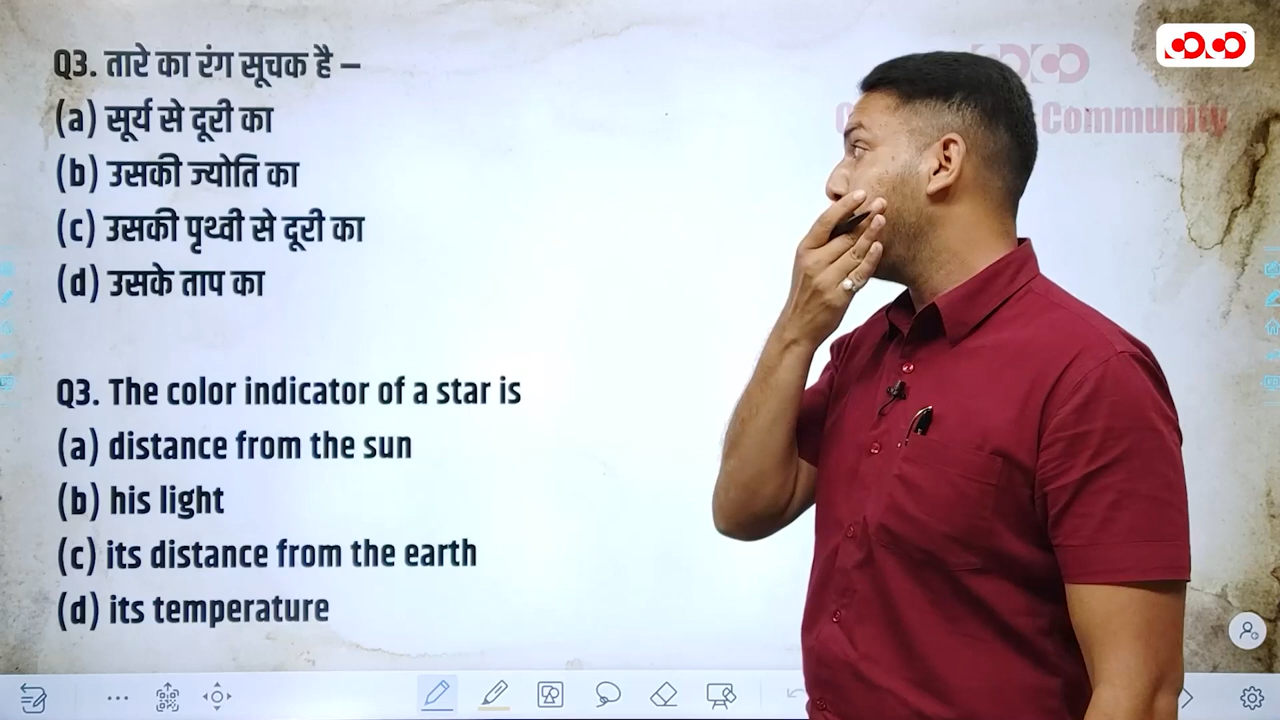 Q3. तारे का रंग सूचक है –
(a) सूर्य से दूरी का
(b) उसकी ज्योति का
(c) उसकी पृथ्वी से दूरी का
(d) उसके ताप का
Q3. The color indicator of a star is
(a) distance from the sun
(b) his light
(c) its distance from the earth
(d) its temperature
Community